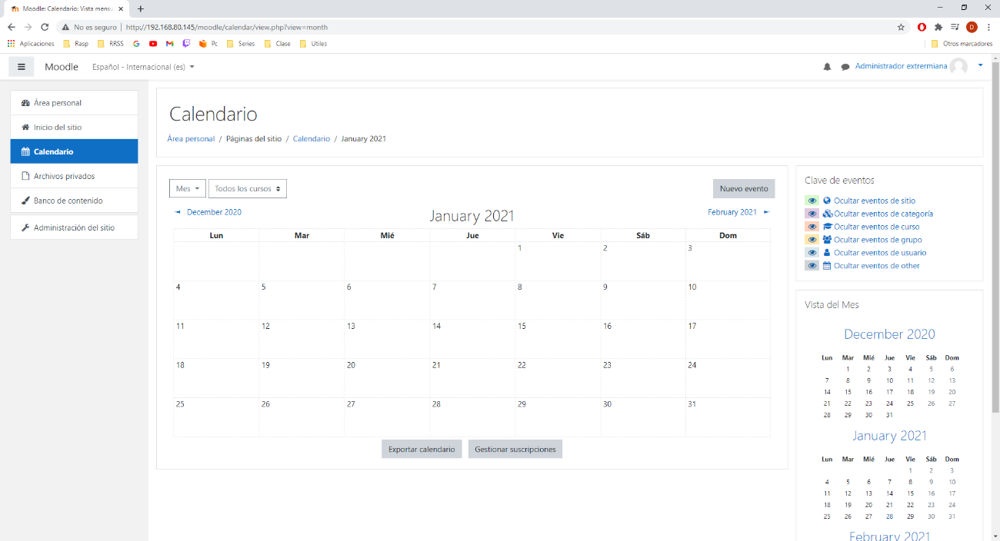 Moodle: Calendario: Vista mensu
No es seguro | http://192.168.80.145/moodle/calendar/view.php?view=month
D
Aplicaciones Rasp RRSS Pc Series Clase Utiles Otros marcadores
Moodle Español - Internacional (es) Administrador extrermiana
Área personal
Inicio del sitio
Calendario
Archivos privados
Banco de contenido
Administración del sitio
Calendario
Área personal / Páginas del sitio / Calendario / January 2021
Mes Todos los cursos Nuevo evento
December 2020 January 2021 February 2021
Lun Mar Mié Jue Vie Sáb Dom
1 2 3
4 5 6 7 8 9 10
11 12 13 14 15 16 17
18 19 20 21 22 23 24
25 26 27 28 29 30 31
Exportar calendario Gestionar suscripciones
Clave de eventos
Ocultar eventos de sitio
Ocultar eventos de categoría
Ocultar eventos de curso
Ocultar eventos de grupo
Ocultar eventos de usuario
Ocultar eventos de other
Vista del Mes
December 2020
Lun Mar Mié Jue Vie Sáb Dom
1 2 3 4 5 6
7 8 9 10 11 12 13
14 15 16 17 18 19 20
21 22 23 24 25 26 27
28 29 30 31
January 2021
Lun Mar Mié Jue Vie Sáb Dom
1 2 3
4 5 6 7 8 9 10
11 12 13 14 15 16 17
18 19 20 21 22 23 24
25 26 27 28 29 30 31
February 2021